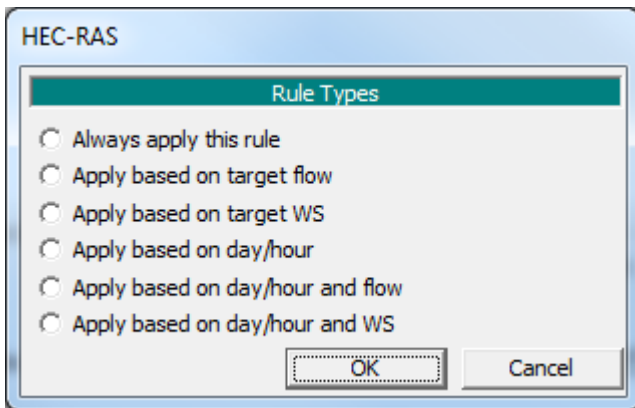 HEC-RAS
Rule Types
Always apply this rule
Apply based on target flow
Apply based on target WS
Apply based on day/hour
Apply based on day/hour and flow
Apply based on day/hour and WS
OK Cancel